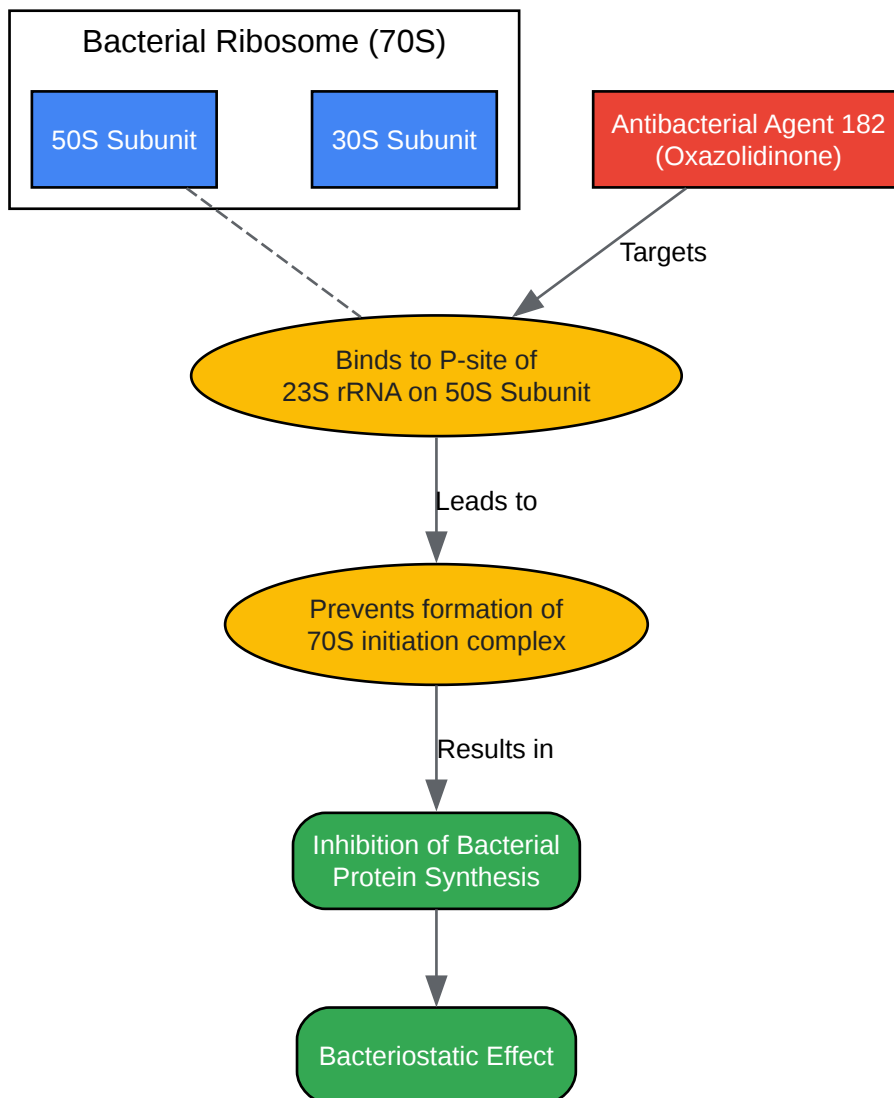 Bacterial Ribosome (70S)
50S Subunit
30S Subunit
Antibacterial Agent 182
(Oxazolidinone)
Targets
Binds to P-site of
23S rRNA on 50S Subunit
Leads to
Prevents formation of
70S initiation complex
Results in
Inhibition of Bacterial
Protein Synthesis
Bacteriostatic Effect